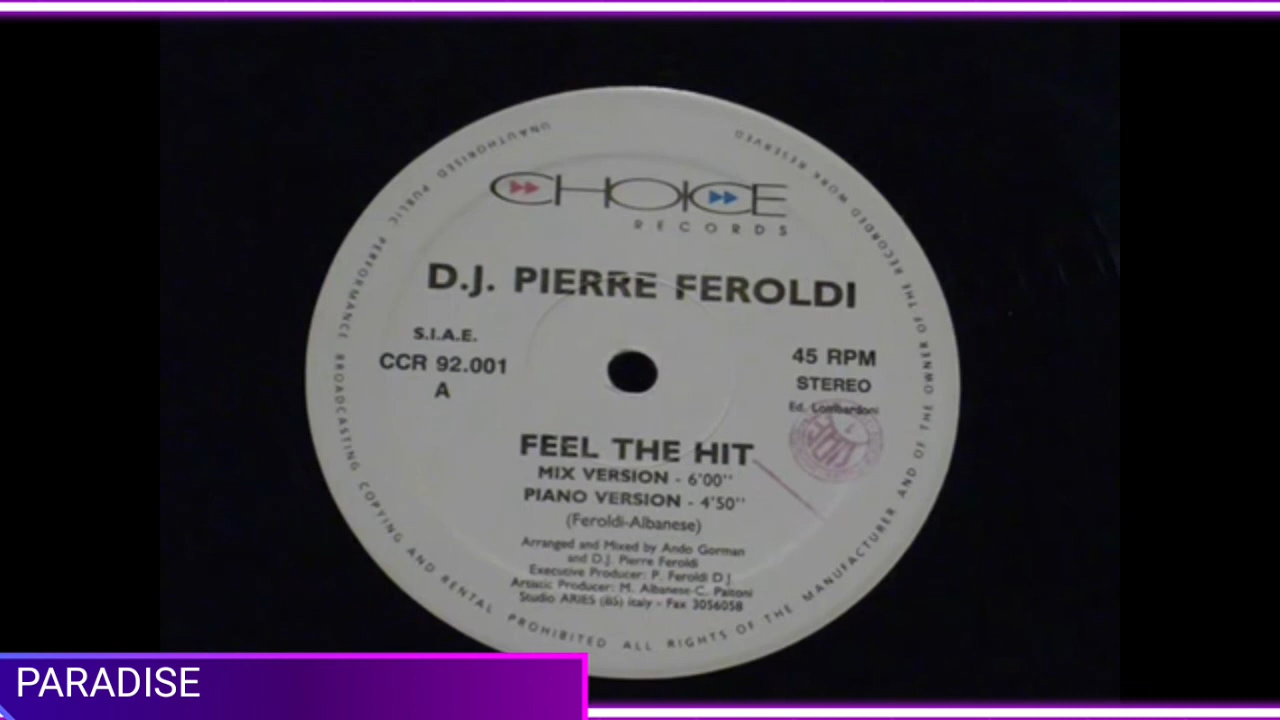 CHOICE
RECORDS
D.J. PIERRE FEROLDI
S.I.A.E.
CCR 92.001
A
45 RPM
STEREO
Ed. Lombardoni
FEEL THE HIT
MIX VERSION - 6'00''
PIANO VERSION - 4'50''
(Feroldi-Albanese)
Arranged and Mixed by Ando Gorman
and D.J. Pierre Feroldi
Executive Producer: P. Feroldi D.J.
Artistic Producer: M. Albanese-C. Paitoni
Studio ARIES (BS) italy - Fax 3056058
UNAUTHORISED PUBLIC PERFORMANCE BROADCASTING COPYING AND RENTAL PROHIBITED ALL RIGHTS OF THE MANUFACTURER AND OF THE OWNER OF THE RECORDED WORK RESERVED
PARADISE